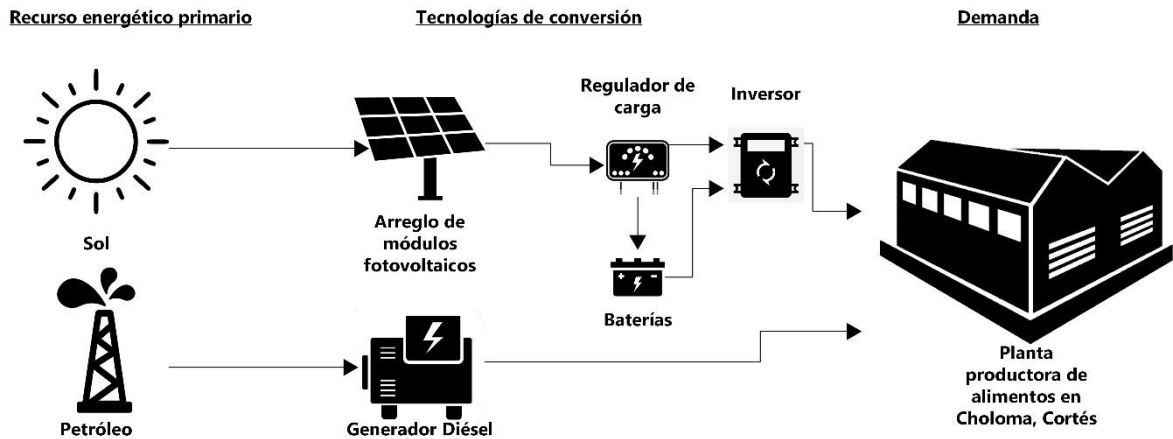 Recurso energético primario
Tecnologías de conversión
Demanda
Regulador de
carga
Inversor
Sol
Arreglo de
módulos
fotovoltaicos
Baterías
Petróleo
Generador Diésel
Planta
productora de
alimentos en
Choloma, Cortés